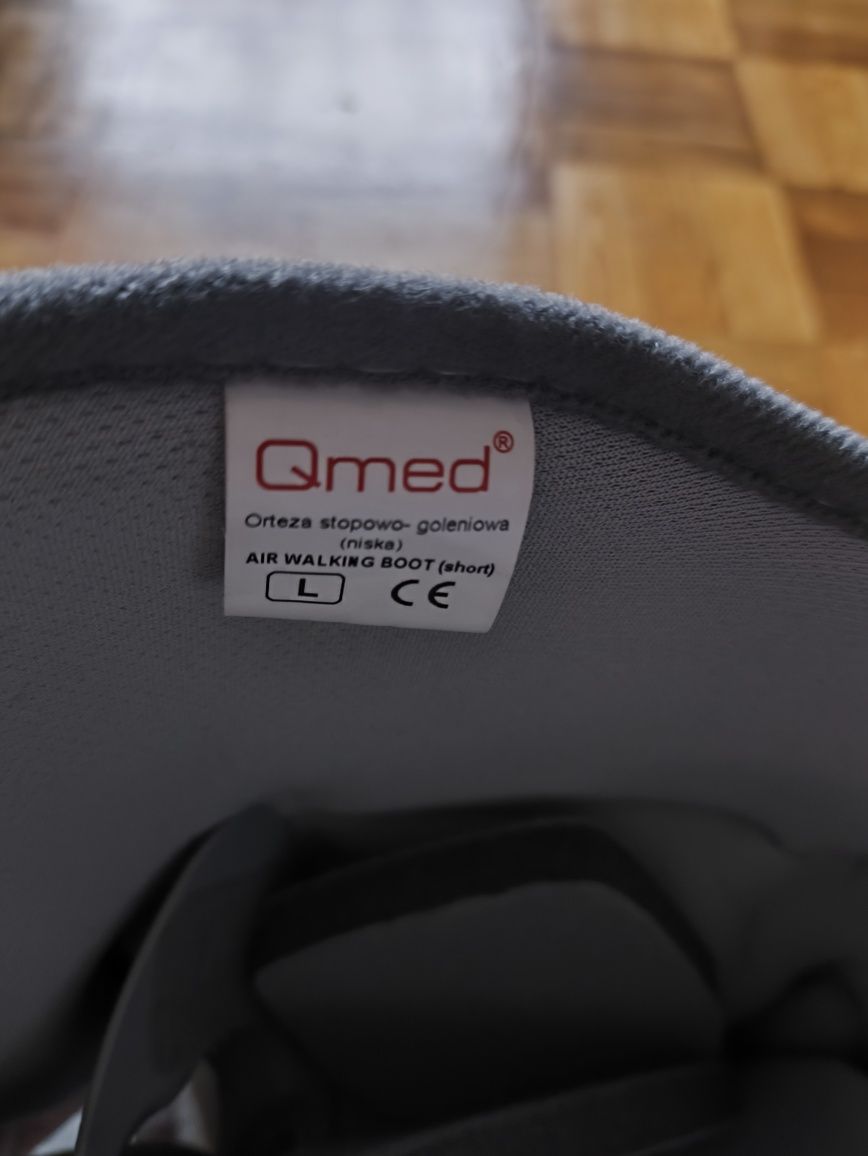 Qmed®
Orteza stopowo- goleniowa
(niska)
AIR WALKING BOOT (short)
L CE